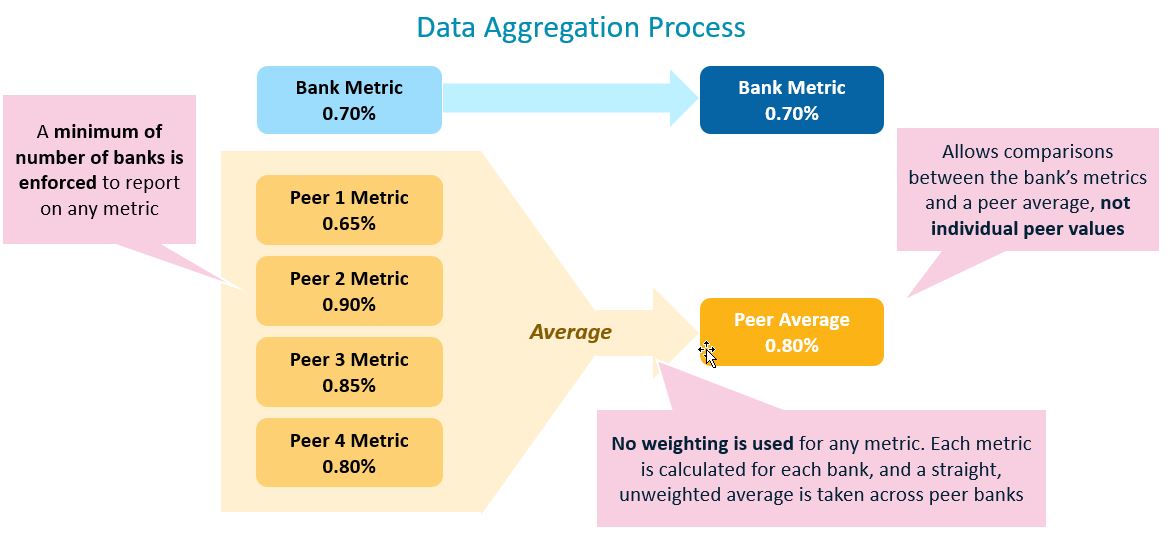 Data Aggregation Process
Bank Metric
0.70%
Bank Metric
0.70%
A minimum of
number of banks is
enforced to report
on any metric
Peer 1 Metric
0.65%
Peer 2 Metric
0.90%
Peer 3 Metric
0.85%
Peer 4 Metric
0.80%
Average
Allows comparisons
between the bank’s metrics
and a peer average, not
individual peer values
Peer Average
0.80%
No weighting is used for any metric. Each metric
is calculated for each bank, and a straight,
unweighted average is taken across peer banks